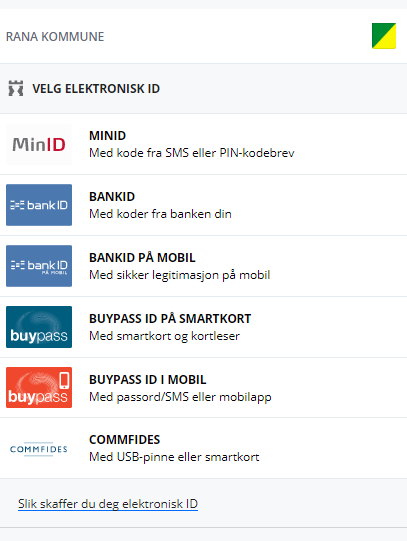 RANA KOMMUNE
VELG ELEKTRONISK ID
MinID
MINID
Med kode fra SMS eller PIN-kodebrev
bankID
BANKID
Med koder fra banken din
bankID
PÅ MOBIL
BANKID PÅ MOBIL
Med sikker legitimasjon på mobil
buypass
BUYPASS ID PÅ SMARTKORT
Med smartkort og kortleser
buypass
BUYPASS ID I MOBIL
Med passord/SMS eller mobilapp
COMMFIDES
COMMFIDES
Med USB-pinne eller smartkort
Slik skaffer du deg elektronisk ID